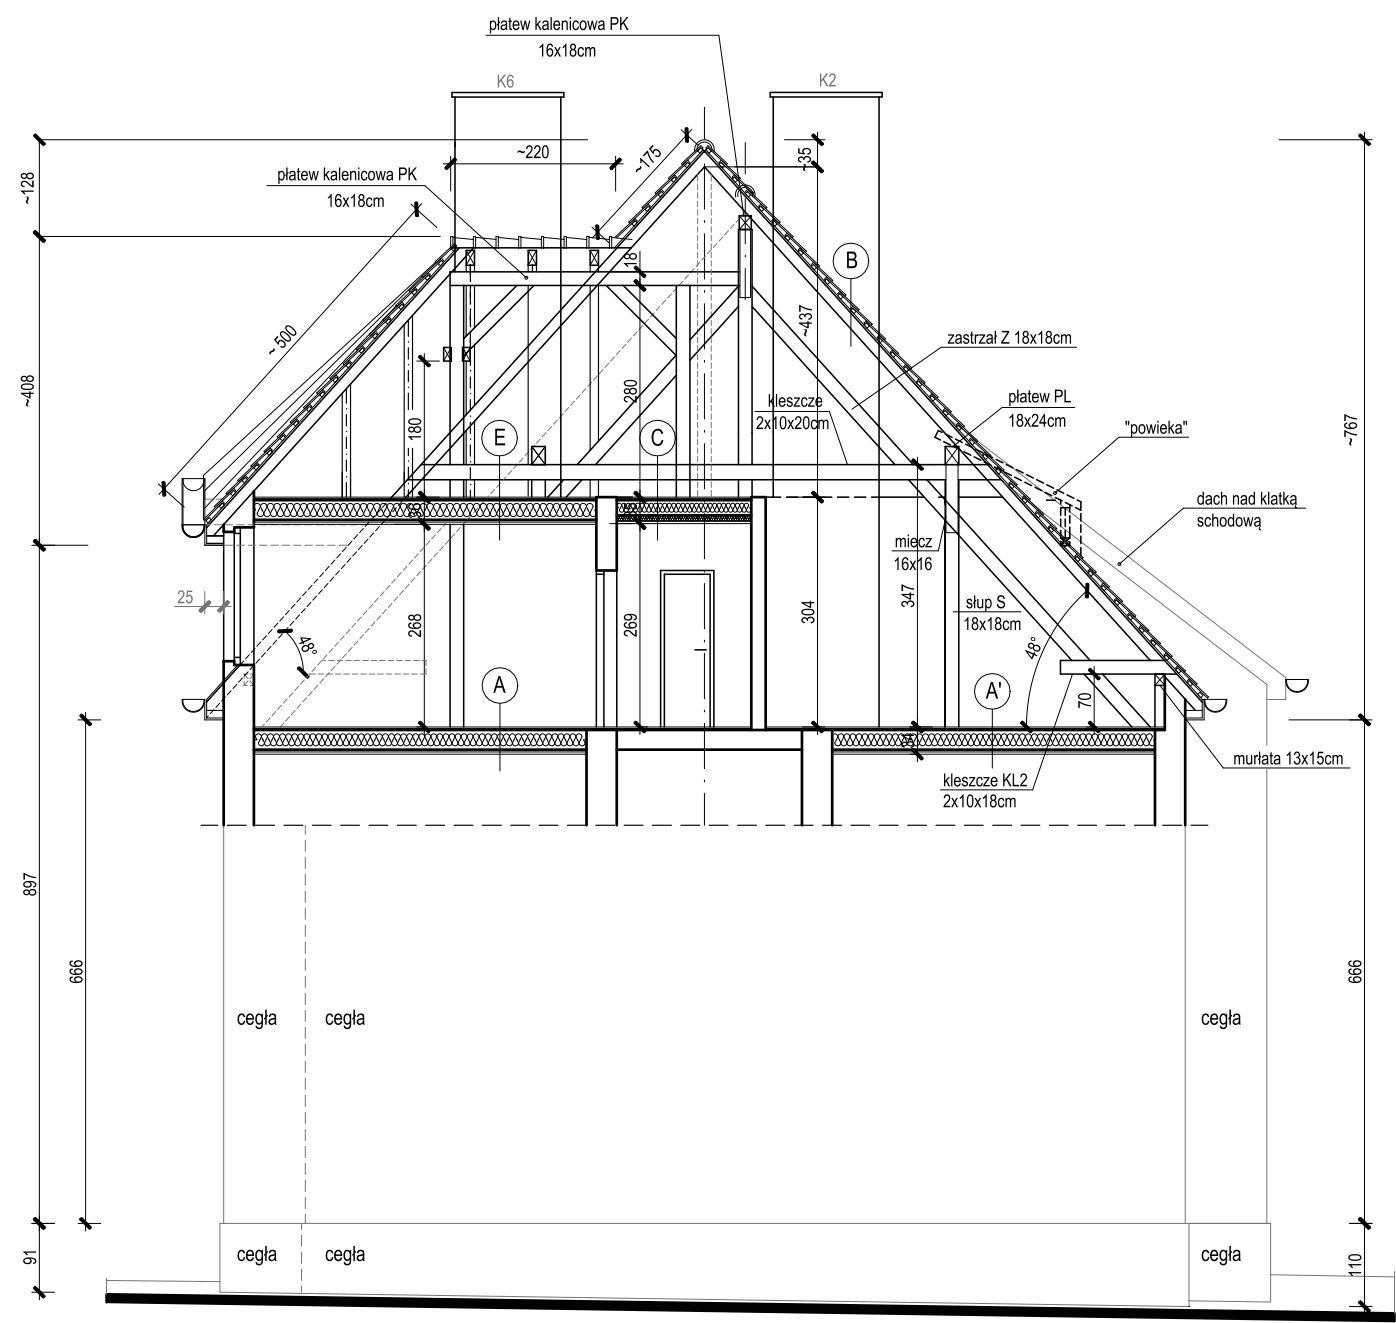 płatew kalenicowa PK
16x18cm
K6
K2
~220
~175
~35
~128
płatew kalenicowa PK
16x18cm
18
B
~500
~437
zastrzał Z 18x18cm
~408
280
kleszcze
2x10x20cm
płatew PL
18x24cm
"powieka"
~767
180
E
C
dach nad klatką
schodową
30
miecz
16x16
25
268
269
304
347
słup S
18x18cm
48°
48°
A
A'
70
34
murłata 13x15cm
kleszcze KL2
2x10x18cm
897
666
666
cegła
cegła
cegła
91
cegła
cegła
cegła
110